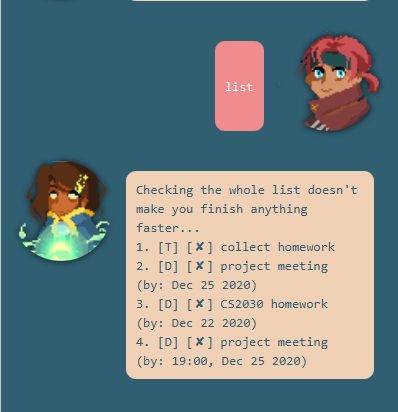 list
Checking the whole list doesn't
make you finish anything
faster...
1. [T] [✘] collect homework
2. [D] [✘] project meeting
(by: Dec 25 2020)
3. [D] [✘] CS2030 homework
(by: Dec 22 2020)
4. [D] [✘] project meeting
(by: 19:00, Dec 25 2020)